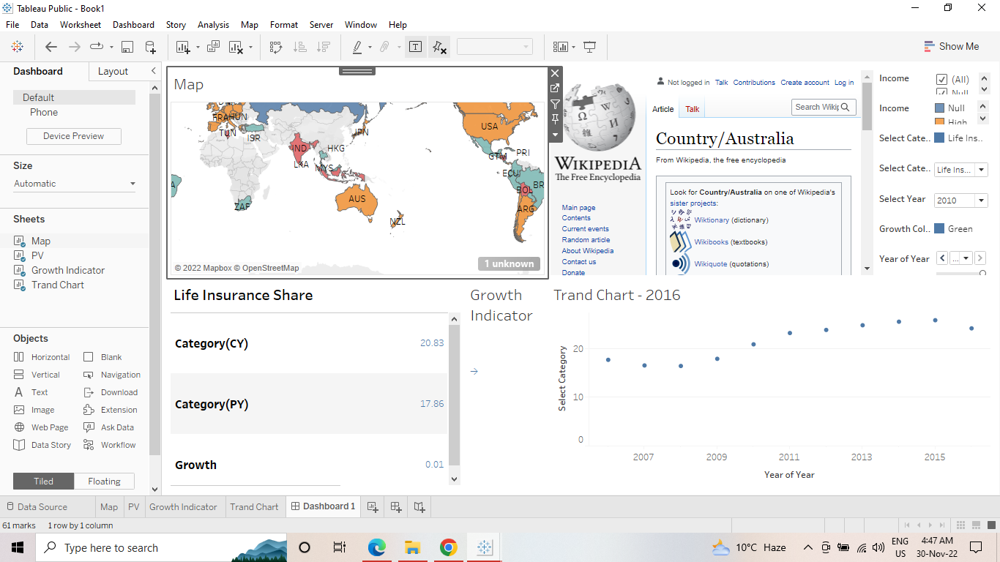 Tableau Public - Book1
File Data Worksheet Dashboard Story Analysis Map Format Server Window Help
Show Me
Dashboard Layout
Default
Phone
Device Preview
Size
Automatic
Sheets
Map
PV
Growth Indicator
Trand Chart
Objects
Horizontal Blank
Vertical Navigation
Text Download
Image Extension
Web Page Ask Data
Data Story Workflow
Tiled Floating
Map
FRA HUN
TUN ISR JPN
IND HKG
LKA MYS
ZAF AUS NZL
USA
GTM PRI
ECU
BOL BR
ARG
1 unknown
© 2022 Mapbox © OpenStreetMap
WIKIPEDIA
The Free Encyclopedia
Main page
Contents
Current events
Random article
About Wikipedia
Contact us
Donate
Not logged in Talk Contributions Create account Log in
Article Talk
Search Wikip
Country/Australia
From Wikipedia, the free encyclopedia
Look for Country/Australia on one of Wikipedia's
sister projects:
Wiktionary (dictionary)
Wikibooks (textbooks)
Wikiquote (quotations)
Income (All)
Null
Income Null
High
Select Cate.. Life Ins...
Select Cate.. Life Ins...
Select Year 2010
Growth Col.. Green
Year of Year ...
Life Insurance Share
Category(CY) 20.83
Category(PY) 17.86
Growth 0.01
Growth
Indicator
→
Trand Chart - 2016
Select Category
20
10
0
2007 2009 2011 2013 2015
Year of Year
Data Source Map PV Growth Indicator Trand Chart Dashboard 1
61 marks 1 row by 1 column
Type here to search
10°C Haze
ENG
US
4:47 AM
30-Nov-22